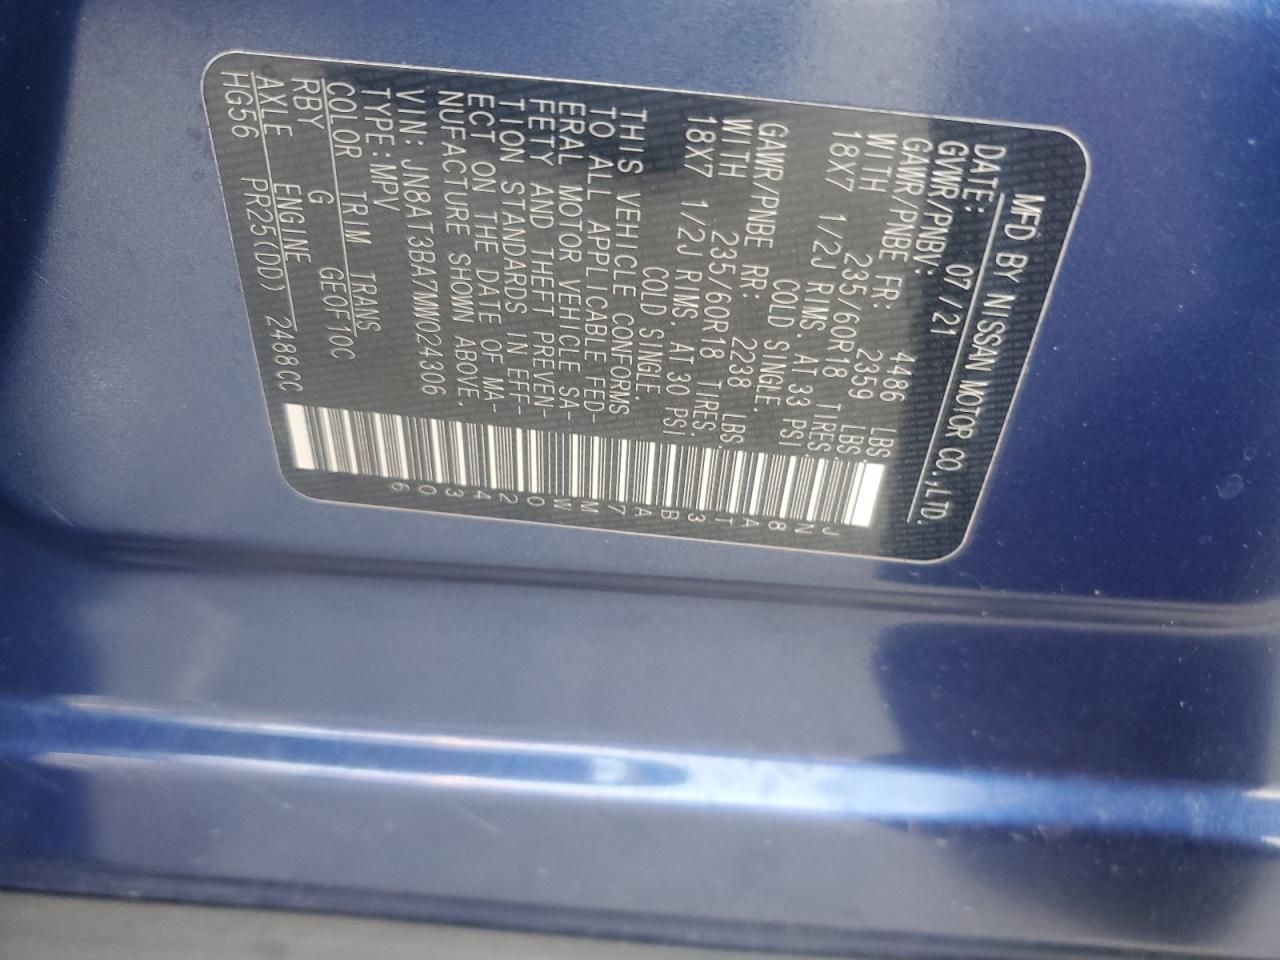 MFD BY NISSAN MOTOR CO.,LTD.
DATE: 07/21
GVWR/PNBV: 4486 LBS
GAWR/PNBE FR: 2359 LBS
WITH 235/60R18 TIRES,
18X7 1/2J RIMS, AT 33 PSI
COLD SINGLE.
GAWR/PNBE RR: 2238 LBS
WITH 235/60R18 TIRES,
18X7 1/2J RIMS, AT 30 PSI
COLD SINGLE.
THIS VEHICLE CONFORMS
TO ALL APPLICABLE FED-
ERAL MOTOR VEHICLE SA-
FETY AND THEFT PREVEN-
TION STANDARDS IN EFF-
ECT ON THE DATE OF MA-
NUFACTURE SHOWN ABOVE.
VIN: JN8AT3BA7MW024306
TYPE:MPV
COLOR TRIM TRANS
RBY G GE0F10C
AXLE ENGINE
HG56 PR25(DD) 2488CC
JN8AT3BA7MW024306